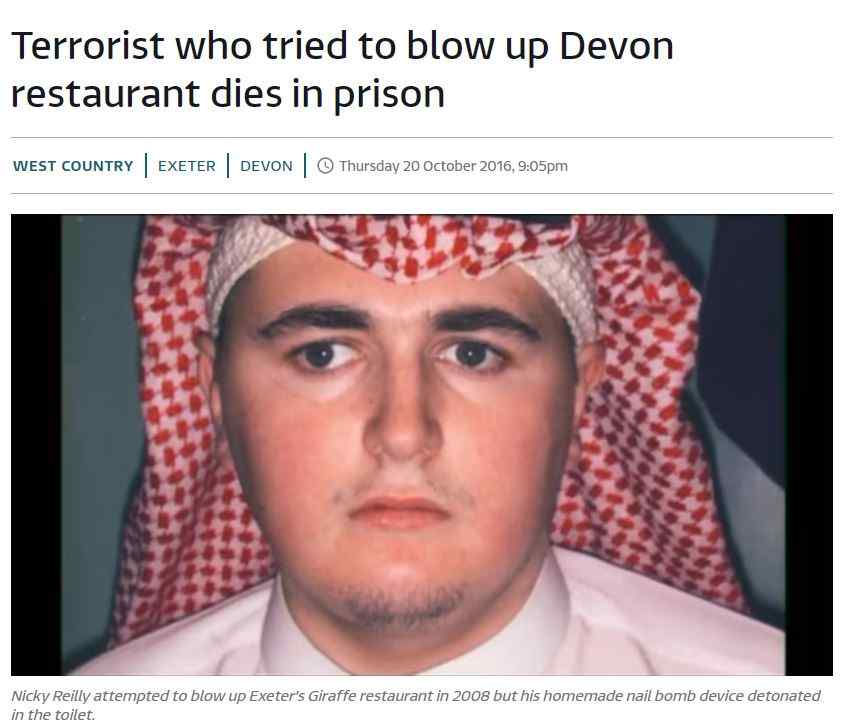 Terrorist who tried to blow up Devon
restaurant dies in prison
WEST COUNTRY EXETER DEVON Thursday 20 October 2016, 9:05pm
Nicky Reilly attempted to blow up Exeter's Giraffe restaurant in 2008 but his homemade nail bomb device detonated
in the toilet.